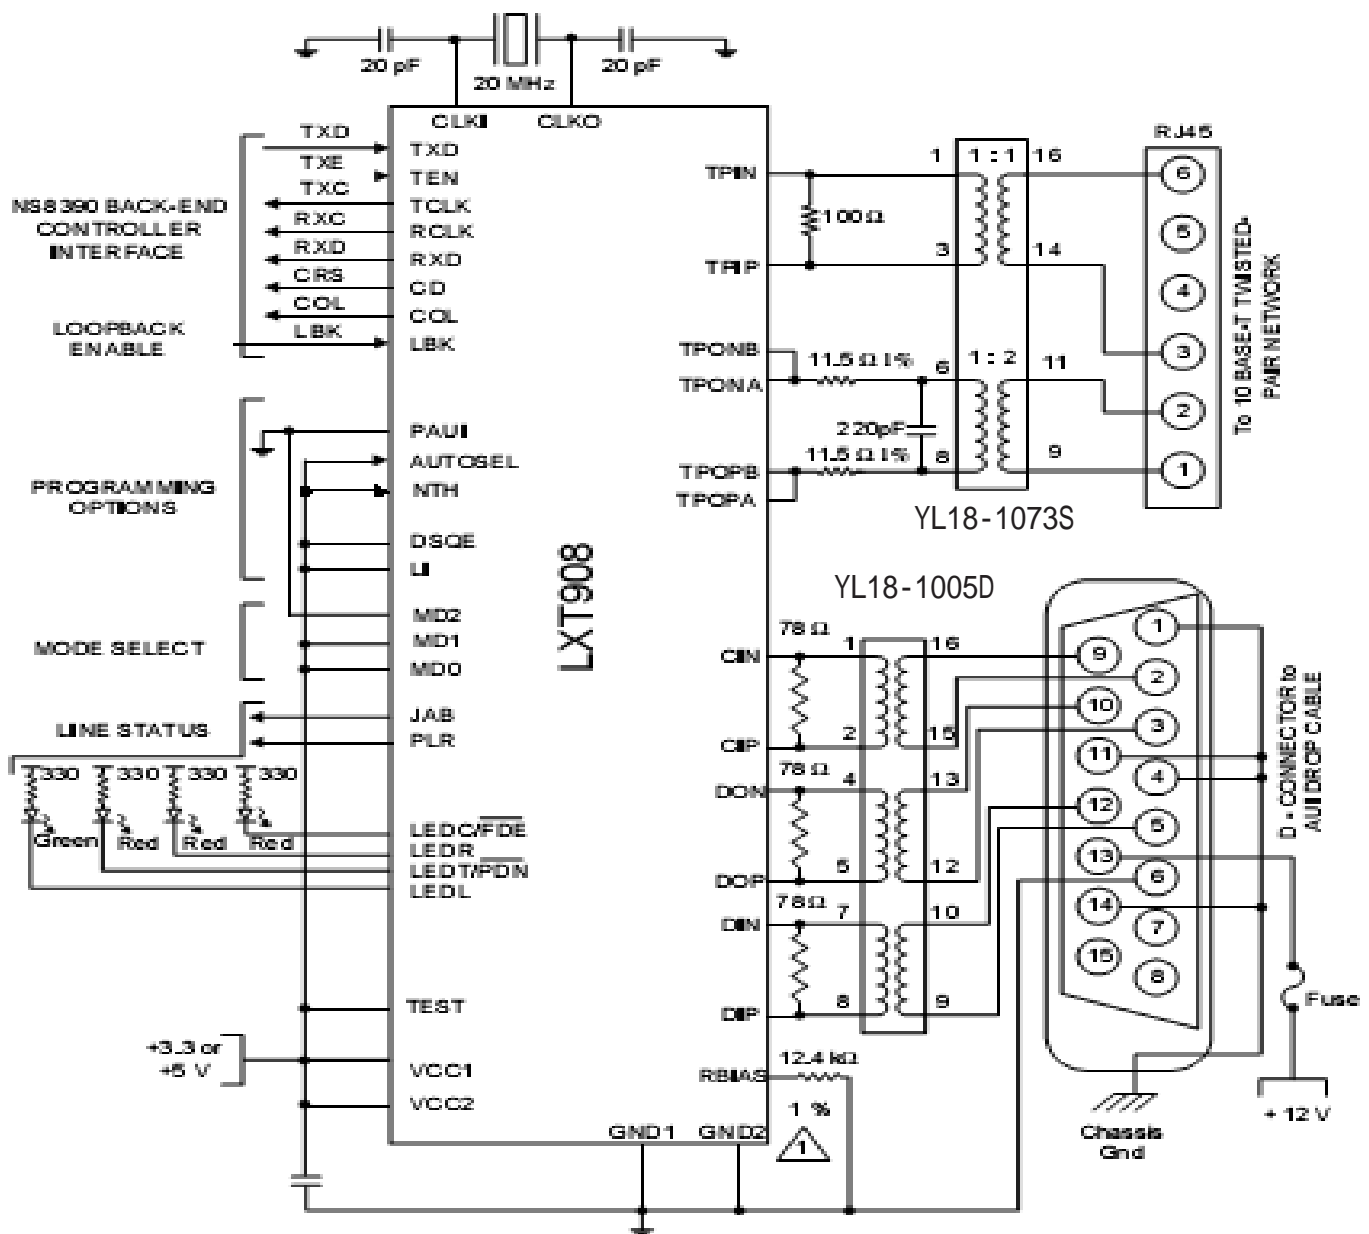 20 pF
20 MHz
20 pF
CLKI
CLKO
TXD
TXD
TXE
TEN
TXC
TCLK
RXC
RCLK
RXD
RXD
CRS
CD
COL
COL
LBK
LBK
NS8390 BACK-END
CONTROLLER
INTERFACE
LOOPBACK
ENABLE
PROGRAMMING
OPTIONS
PAUI
AUTOSEL
NTH
DSQE
LI
MODE SELECT
MD2
MD1
MD0
LINE STATUS
JAB
PLR
330
330
330
330
Green
Red
Red
Red
LEDC/FDE
LEDR
LEDT/PDN
LEDL
TEST
+3.3 or
+5 V
VCC1
VCC2
GND1
GND2
LXT908
TPIN
100 Ω
TPIP
TPONB
TPONA
11.5 Ω 1%
220pF
11.5 Ω 1%
TPOPB
TPOPA
1
1 : 1
16
3
14
6
1 : 2
11
8
9
YL18-1073S
RJ45
6
5
4
3
2
1
To 10 BASE-T TWISTED-
PAIR NETWORK
YL18-1005D
CIN
78 Ω
1
16
CIP
2
15
78 Ω
DON
4
13
DOP
5
12
78 Ω
DIN
7
10
DIP
8
9
RBIAS
12.4 kΩ
1 %
1
1
9
2
10
3
11
4
12
5
13
6
14
7
15
8
D - CONNECTOR to
AUI DROP CABLE
Fuse
+ 12 V
Chassis
Gnd